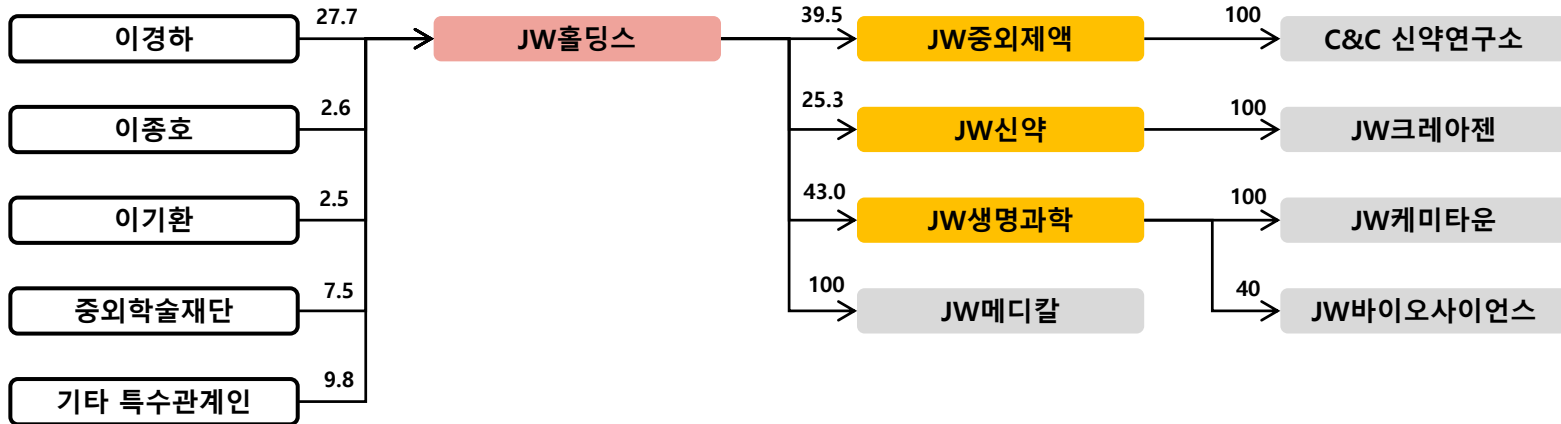 이경하 27.7 JW홀딩스 39.5 JW중외제액 100 C&C 신약연구소
이종호 2.6 25.3 JW신약 100 JW크레아젠
이기환 2.5 43.0 JW생명과학 100 JW케미타운
중외학술재단 7.5 100 JW메디칼 40 JW바이오사이언스
기타 특수관계인 9.8